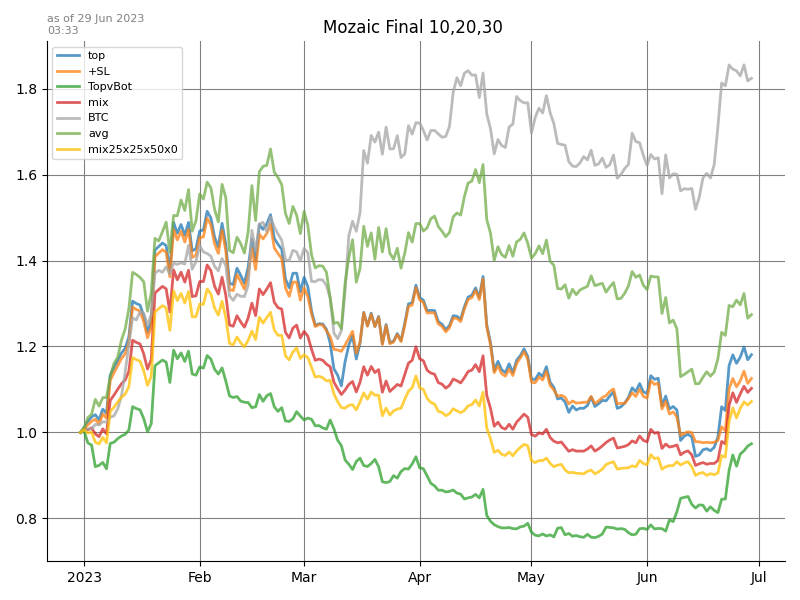 as of 29 Jun 2023
03:33
Mozaic Final 10,20,30
top
+SL
TopvBot
mix
BTC
avg
mix25x25x50x0
1.8
1.6
1.4
1.2
1.0
0.8
2023 Feb Mar Apr May Jun Jul